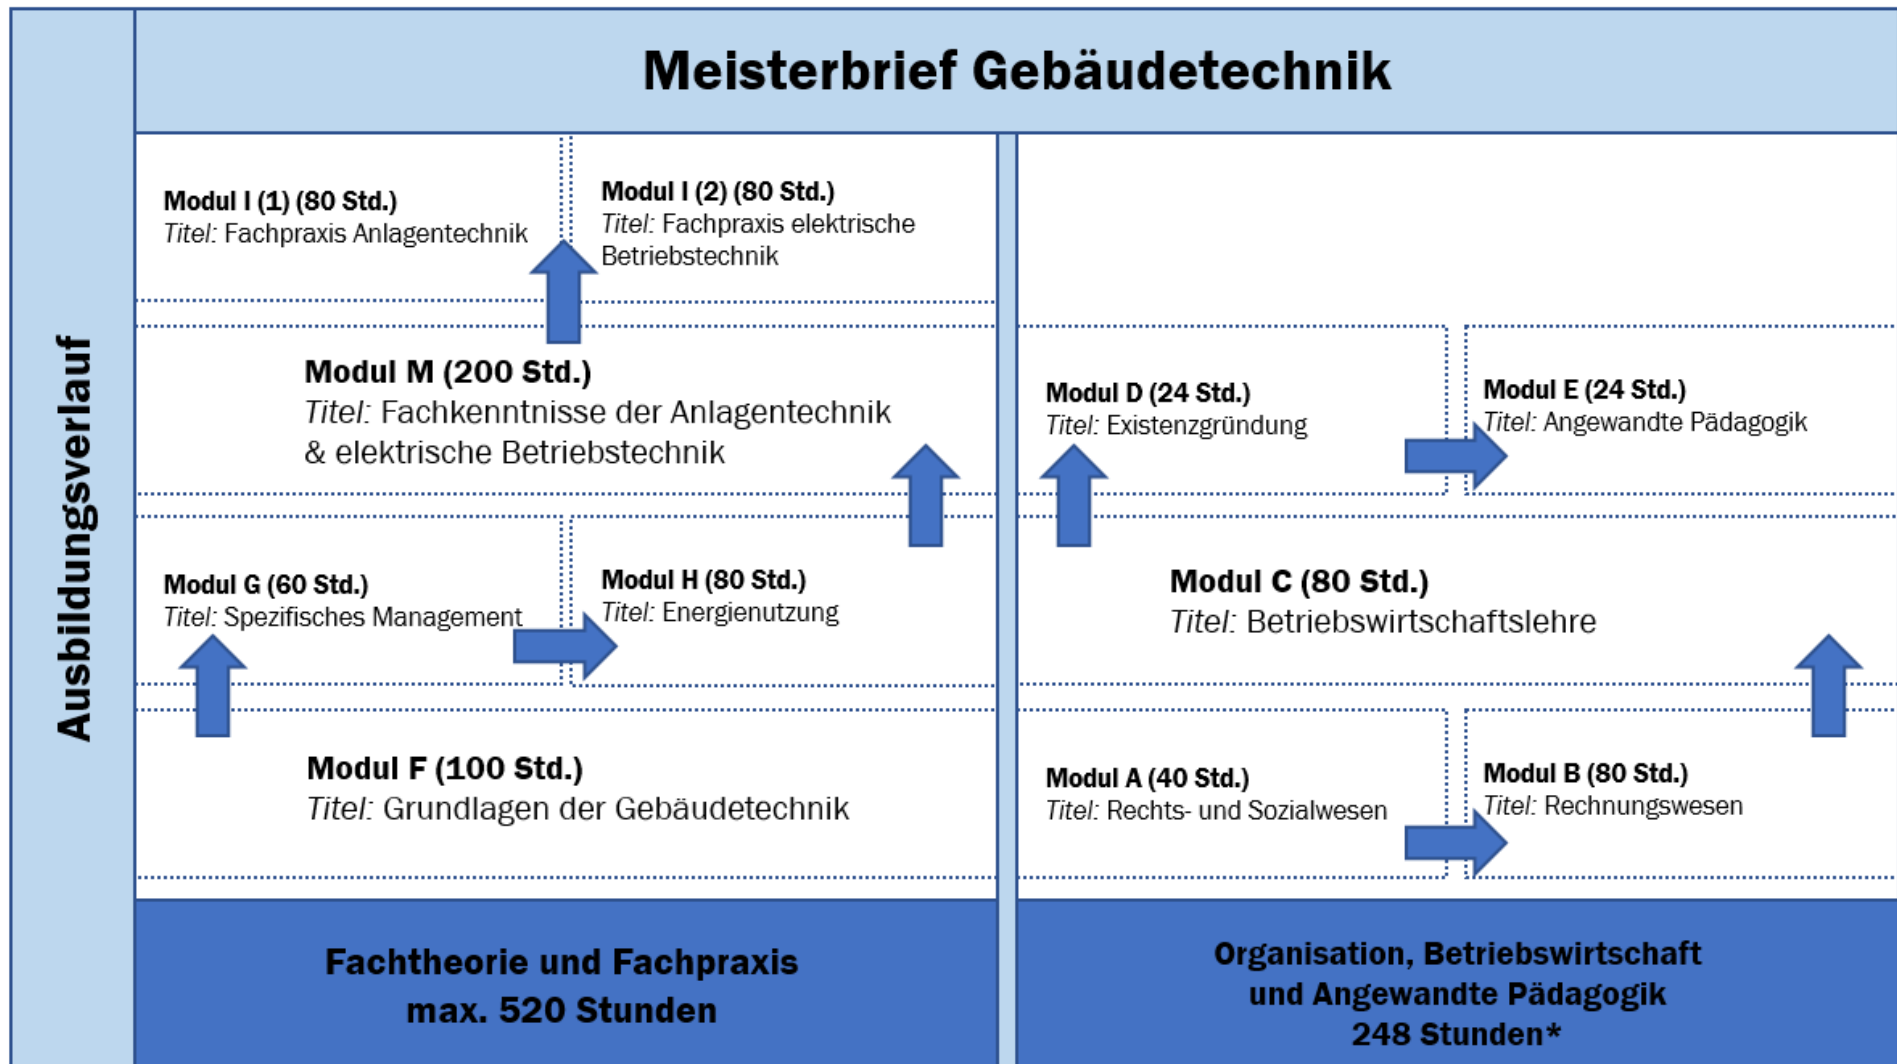 Meisterbrief Gebäudetechnik
Ausbildungsverlauf
Modul I (1) (80 Std.)
Titel: Fachpraxis Anlagentechnik
Modul I (2) (80 Std.)
Titel: Fachpraxis elektrische
Betriebstechnik
Modul M (200 Std.)
Titel: Fachkenntnisse der Anlagentechnik
& elektrische Betriebstechnik
Modul G (60 Std.)
Titel: Spezifisches Management
Modul H (80 Std.)
Titel: Energienutzung
Modul F (100 Std.)
Titel: Grundlagen der Gebäudetechnik
Fachtheorie und Fachpraxis
max. 520 Stunden
Modul D (24 Std.)
Titel: Existenzgründung
Modul E (24 Std.)
Titel: Angewandte Pädagogik
Modul C (80 Std.)
Titel: Betriebswirtschaftslehre
Modul A (40 Std.)
Titel: Rechts- und Sozialwesen
Modul B (80 Std.)
Titel: Rechnungswesen
Organisation, Betriebswirtschaft
und Angewandte Pädagogik
248 Stunden*